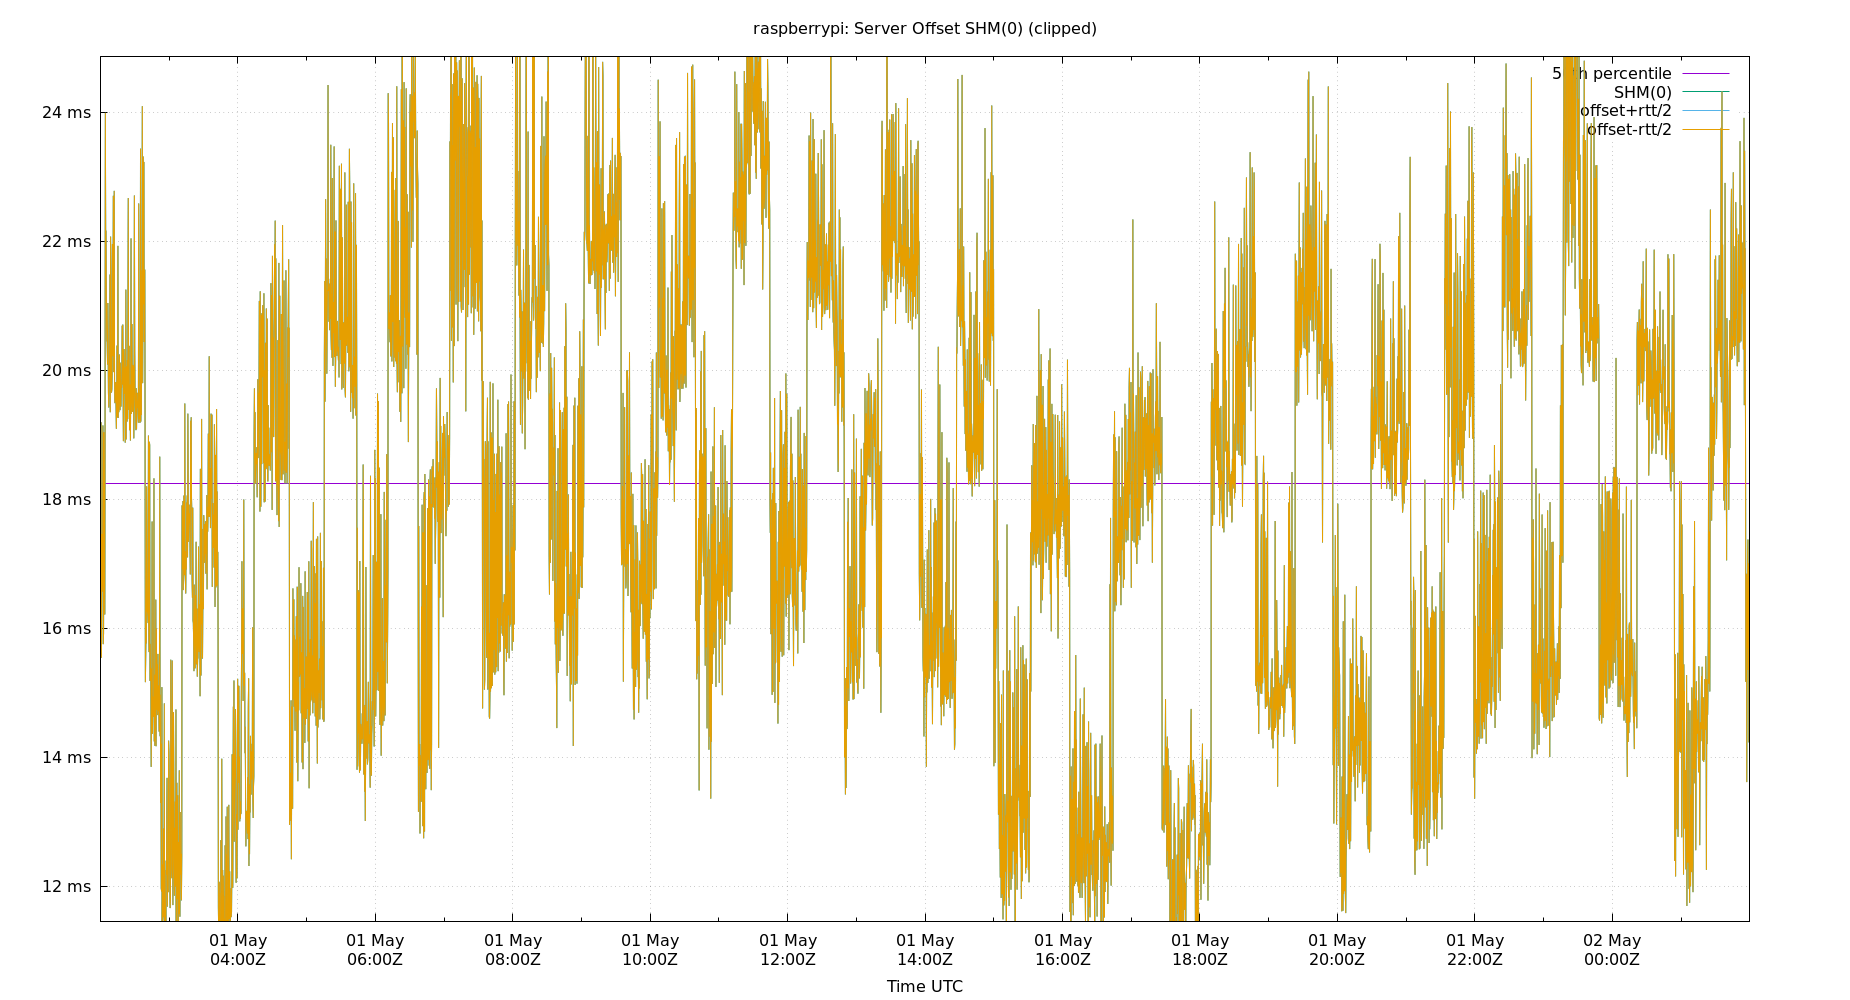 raspberrypi: Server Offset SHM(0) (clipped)
percentile
SHM(0)
offset+rtt/2
offset-rtt/2
24 ms
22 ms
20 ms
18 ms
16 ms
14 ms
12 ms
01 May 01 May 01 May 01 May 01 May 01 May 01 May 01 May 01 May 01 May 02 May
04:00Z 06:00Z 08:00Z 10:00Z 12:00Z 14:00Z 16:00Z 18:00Z 20:00Z 22:00Z 00:00Z
Time UTC